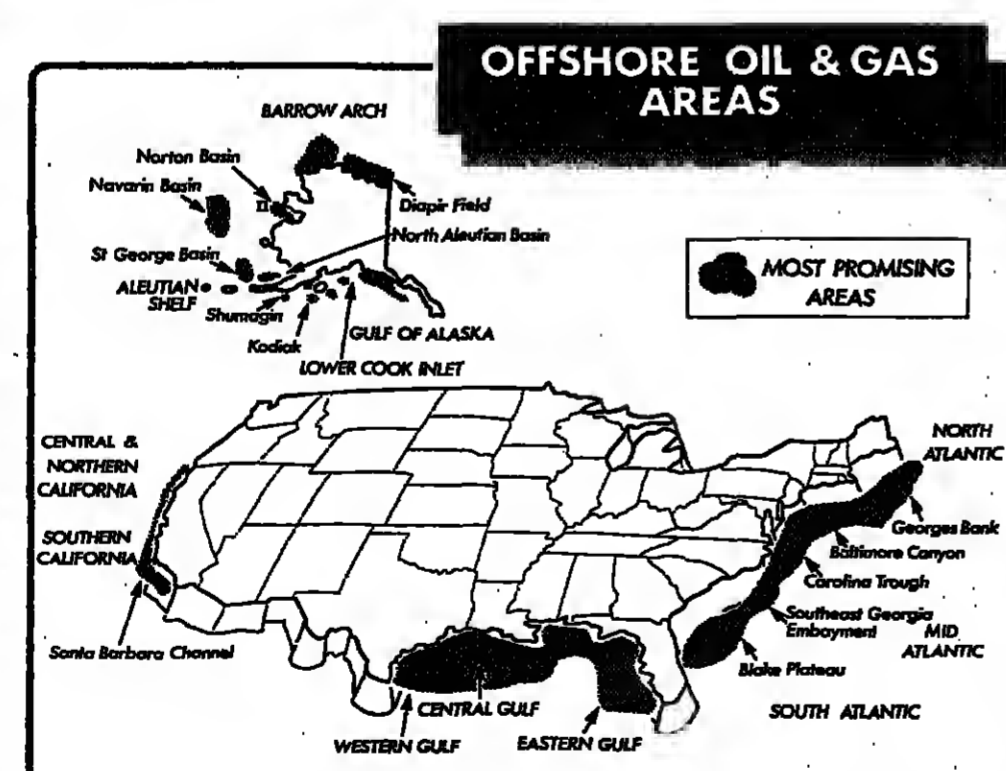 OFFSHORE OIL & GAS
AREAS
BARROW ARCH
Norton Basin
Navarin Basin
Diapir Field
North Aleutian Basin
St George Basin
ALEUTIAN
SHELF
Shumagin
Kodiak
GULF OF ALASKA
LOWER COOK INLET
MOST PROMISING
AREAS
CENTRAL &
NORTHERN
CALIFORNIA
SOUTHERN
CALIFORNIA
Santa Barbara Channel
NORTH
ATLANTIC
Georges Bank
Baltimore Canyon
Carolina Trough
Southeast Georgia
Embayment
MID
ATLANTIC
Blake Plateau
SOUTH ATLANTIC
CENTRAL GULF
WESTERN GULF
EASTERN GULF